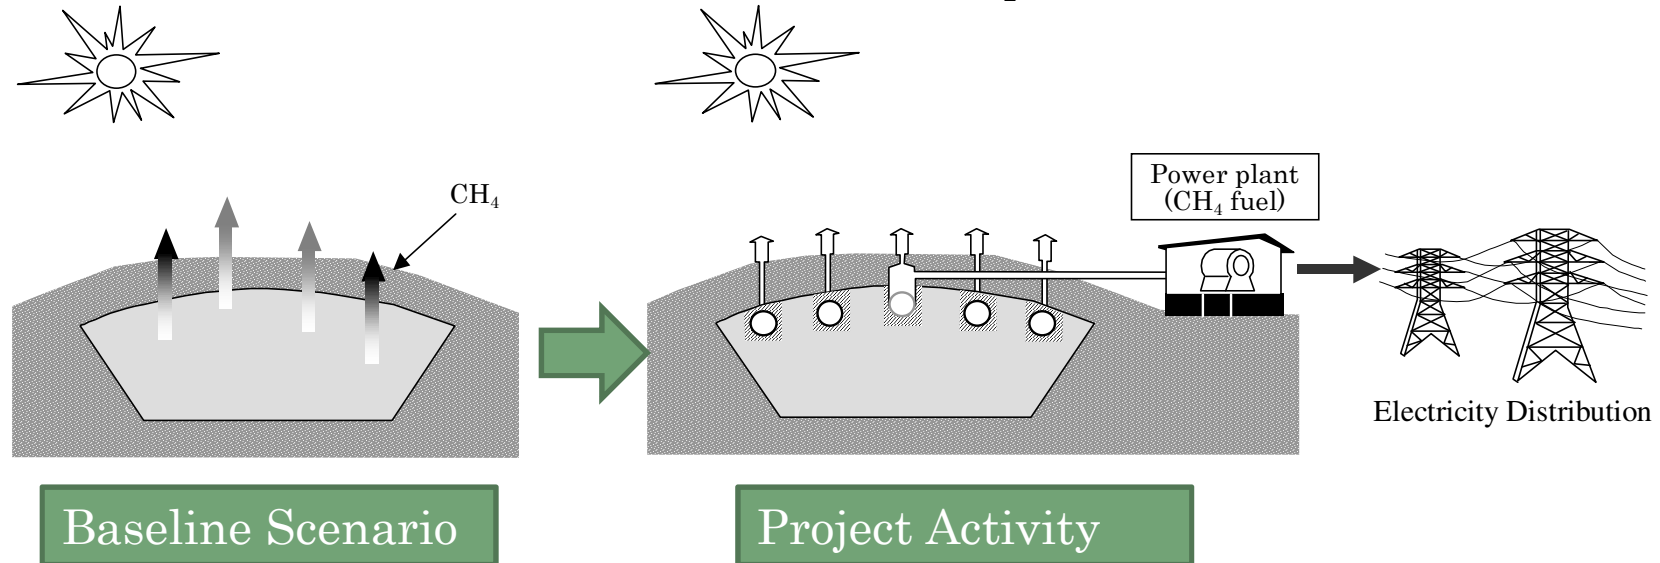 CH₄
Power plant
(CH₄ fuel)
Electricity Distribution
Baseline Scenario
Project Activity